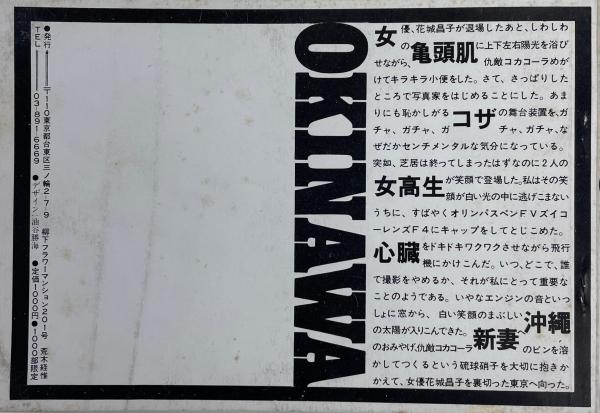 ●発行━━〒110東京都台東区三ノ輪2-7-9 柳下フラワーマンション201号 荒木経惟
TEL━━03-891-6669●デザイン━油谷勝海●定価1000円●1000部限定
OKINAWA
女優、花城昌子が退場したあと、しわしわ
の亀頭肌に上下左右陽光を浴び
せながら、仇敵コカコーラめが
けてキラキラ小便をした。さて、さっぱりした
ところで写真家をはじめることにした。あま
りにも恥かしがるコザの舞台装置を、ガ
チャ、ガチャ、ガチャ、ガチャ、な
ぜだかセンチメンタルな気分になっている。
突如、芝居は終ってしまったはずなのに2人の
女高生が笑顔で登場した。私はその笑
顔が白い光の中に逃げこまない
うちに、すばやくオリンパスペンFVズイコ
ーレンズF4にキャップをしてとじこめた。
心臓をドキドキワクワクさせながら飛行
機にかけこんだ。いつ、どこで、誰
で撮影をやめるか、それが私にとって重要な
ことのようである。いやなエンジンの音といっ
しょに窓から、白い笑顔のまぶしい沖繩
の太陽が入りこんできた。新妻へ
のおみやげ、仇敵コカコーラのビンを溶
かしてつくるという琉球硝子を大切に抱きか
かえて、女優花城昌子を裏切った東京へ向った。